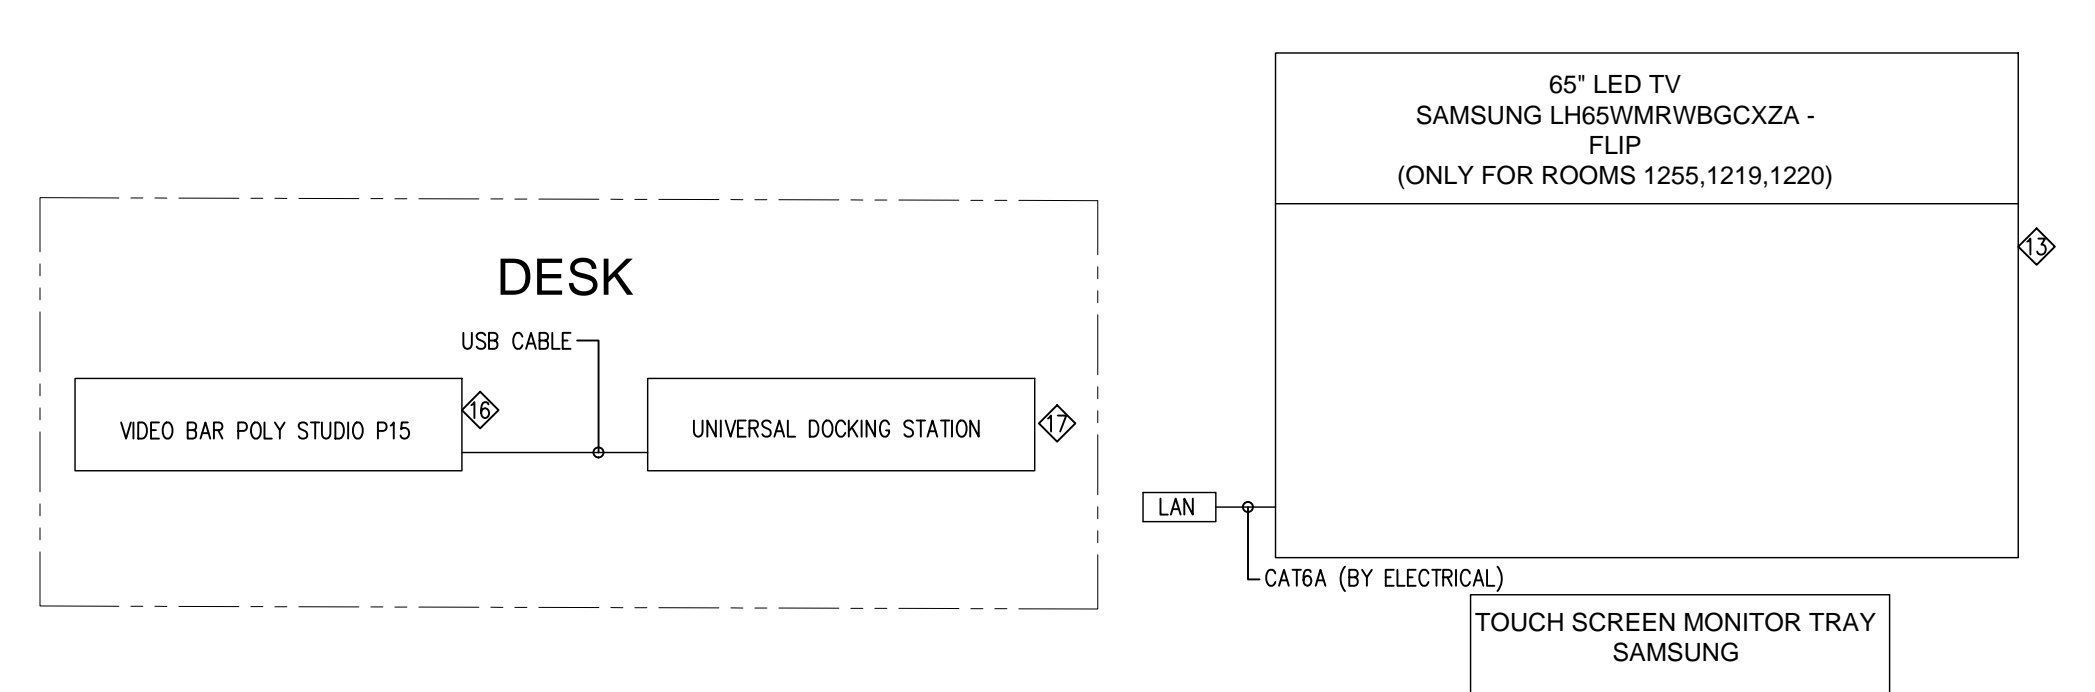 65" LED TV
SAMSUNG LH65WMRWBGCXZA -
FLIP
(ONLY FOR ROOMS 1255,1219,1220)
13
DESK
USB CABLE
VIDEO BAR POLY STUDIO P15
16
UNIVERSAL DOCKING STATION
17
LAN
CAT6A (BY ELECTRICAL)
TOUCH SCREEN MONITOR TRAY
SAMSUNG